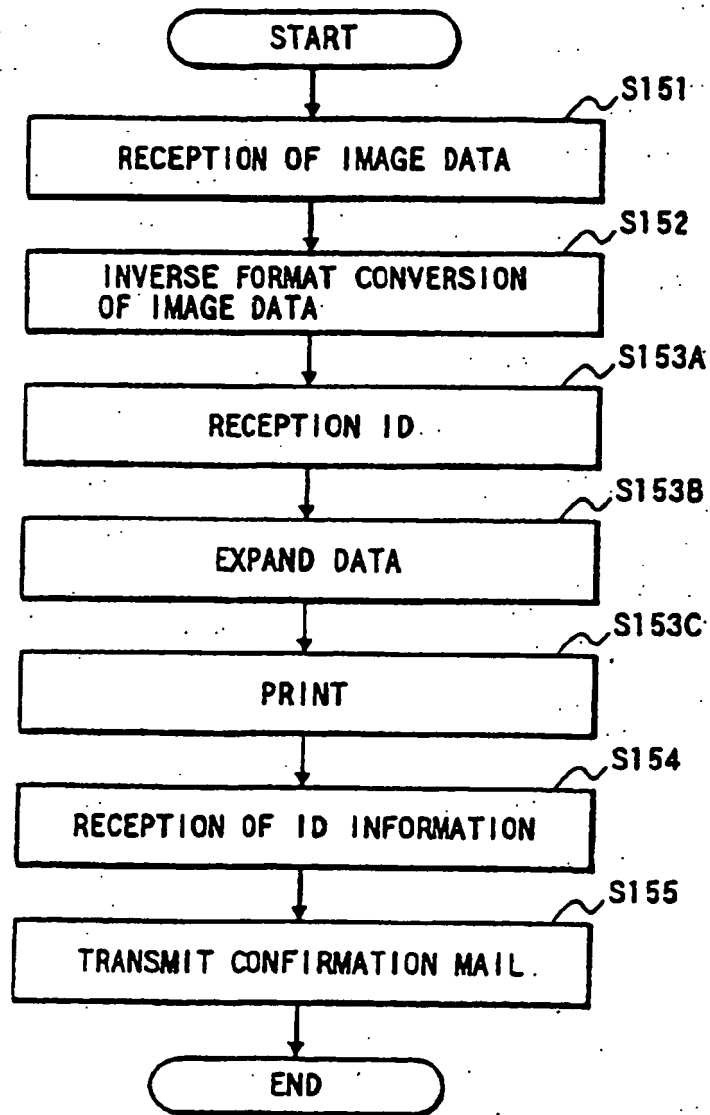 START
S151
RECEPTION OF IMAGE DATA
S152
INVERSE FORMAT CONVERSION
OF IMAGE DATA
S153A
RECEPTION ID
S153B
EXPAND DATA
S153C
PRINT
S154
RECEPTION OF ID INFORMATION
S155
TRANSMIT CONFIRMATION MAIL
END